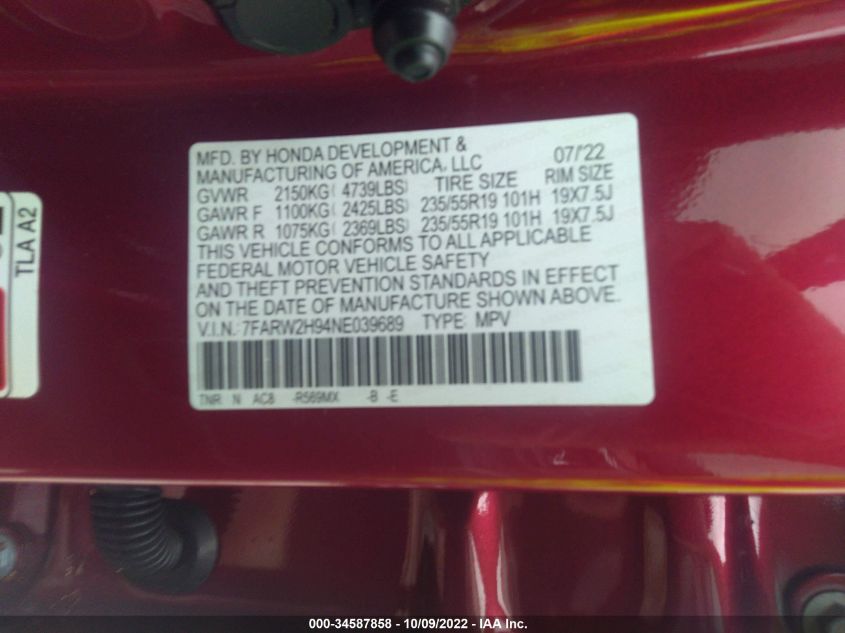 MFD. BY HONDA DEVELOPMENT &
MANUFACTURING OF AMERICA, LLC 07/'22
GVWR 2150KG( 4739LBS) TIRE SIZE RIM SIZE
GAWR F 1100KG( 2425LBS) 235/55R19 101H 19X7.5J
GAWR R 1075KG( 2369LBS) 235/55R19 101H 19X7.5J
THIS VEHICLE CONFORMS TO ALL APPLICABLE
FEDERAL MOTOR VEHICLE SAFETY
AND THEFT PREVENTION STANDARDS IN EFFECT
ON THE DATE OF MANUFACTURE SHOWN ABOVE.
V.I.N.:7FARW2H94NE039689 TYPE: MPV
TNR N AC8 -R569MX -B -E
TLA A2
000-34587858 - 10/09/2022 - IAA Inc.